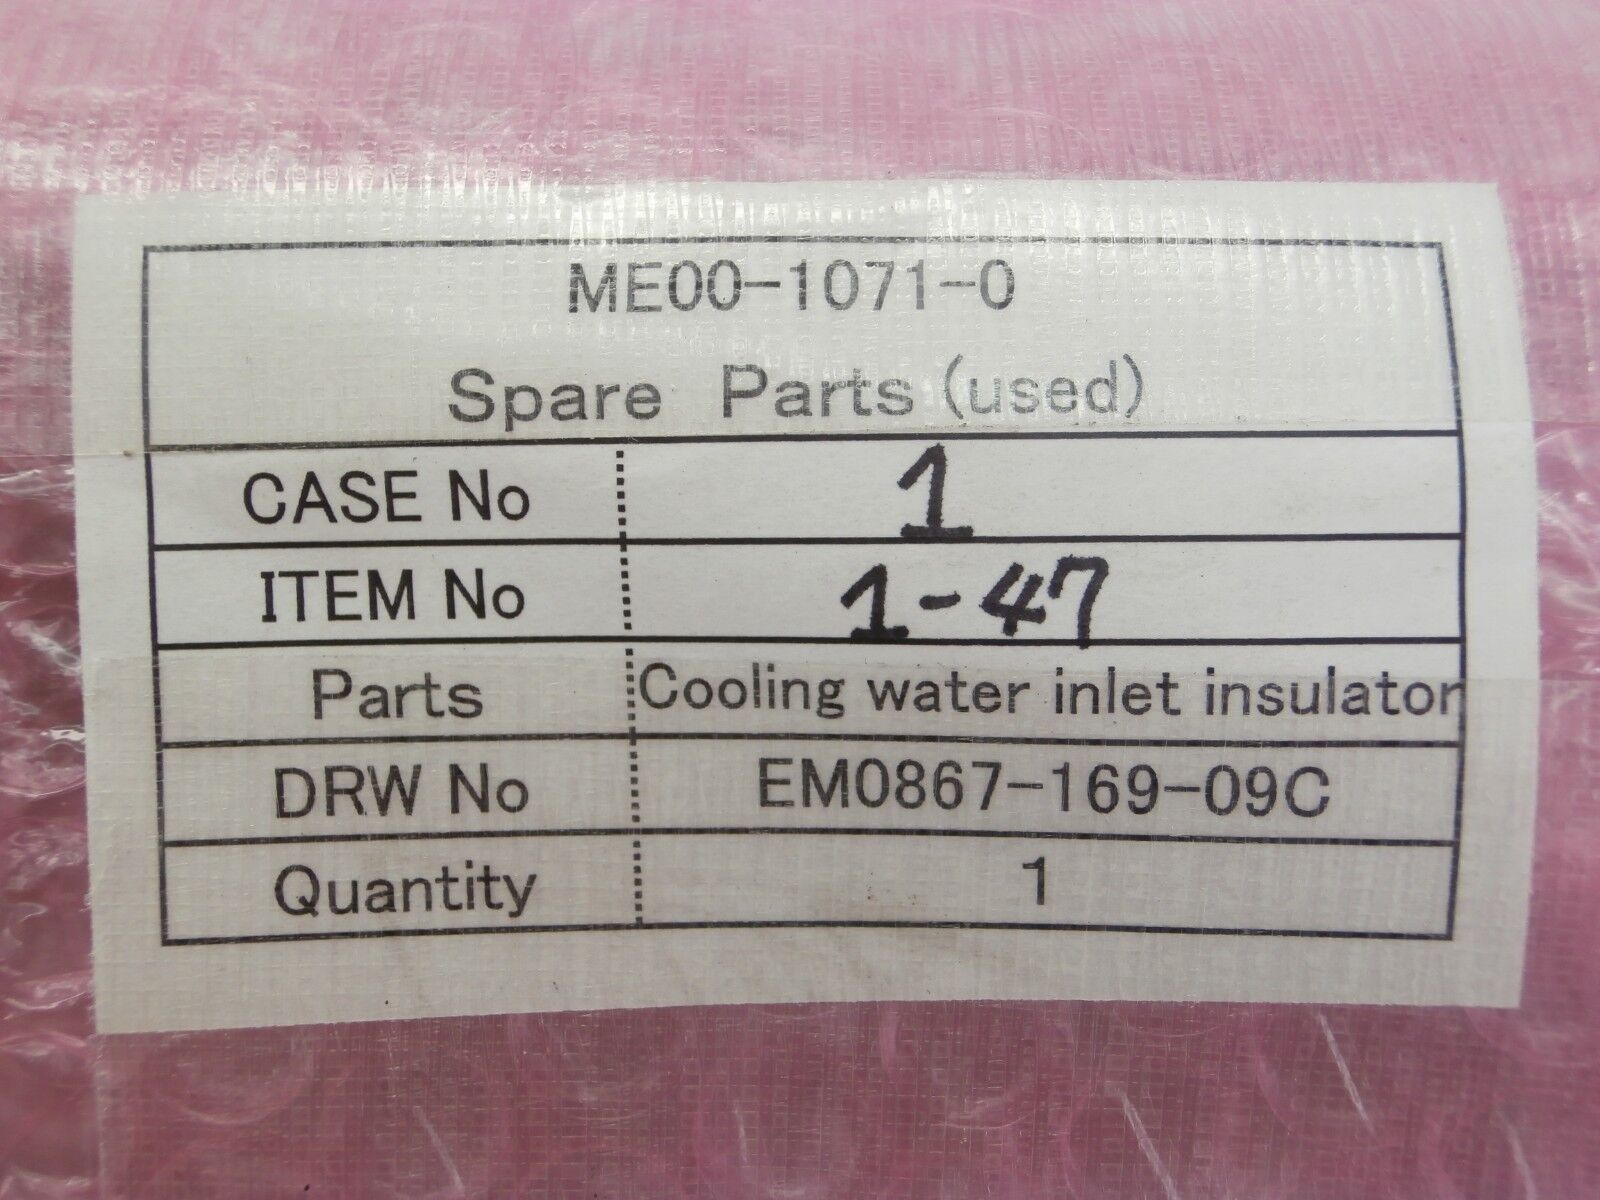 ME00-1071-0
Spare Parts (used)
CASE No 1
ITEM No 1-47
Parts Cooling water inlet insulator
DRW No EM0867-169-09C
Quantity 1